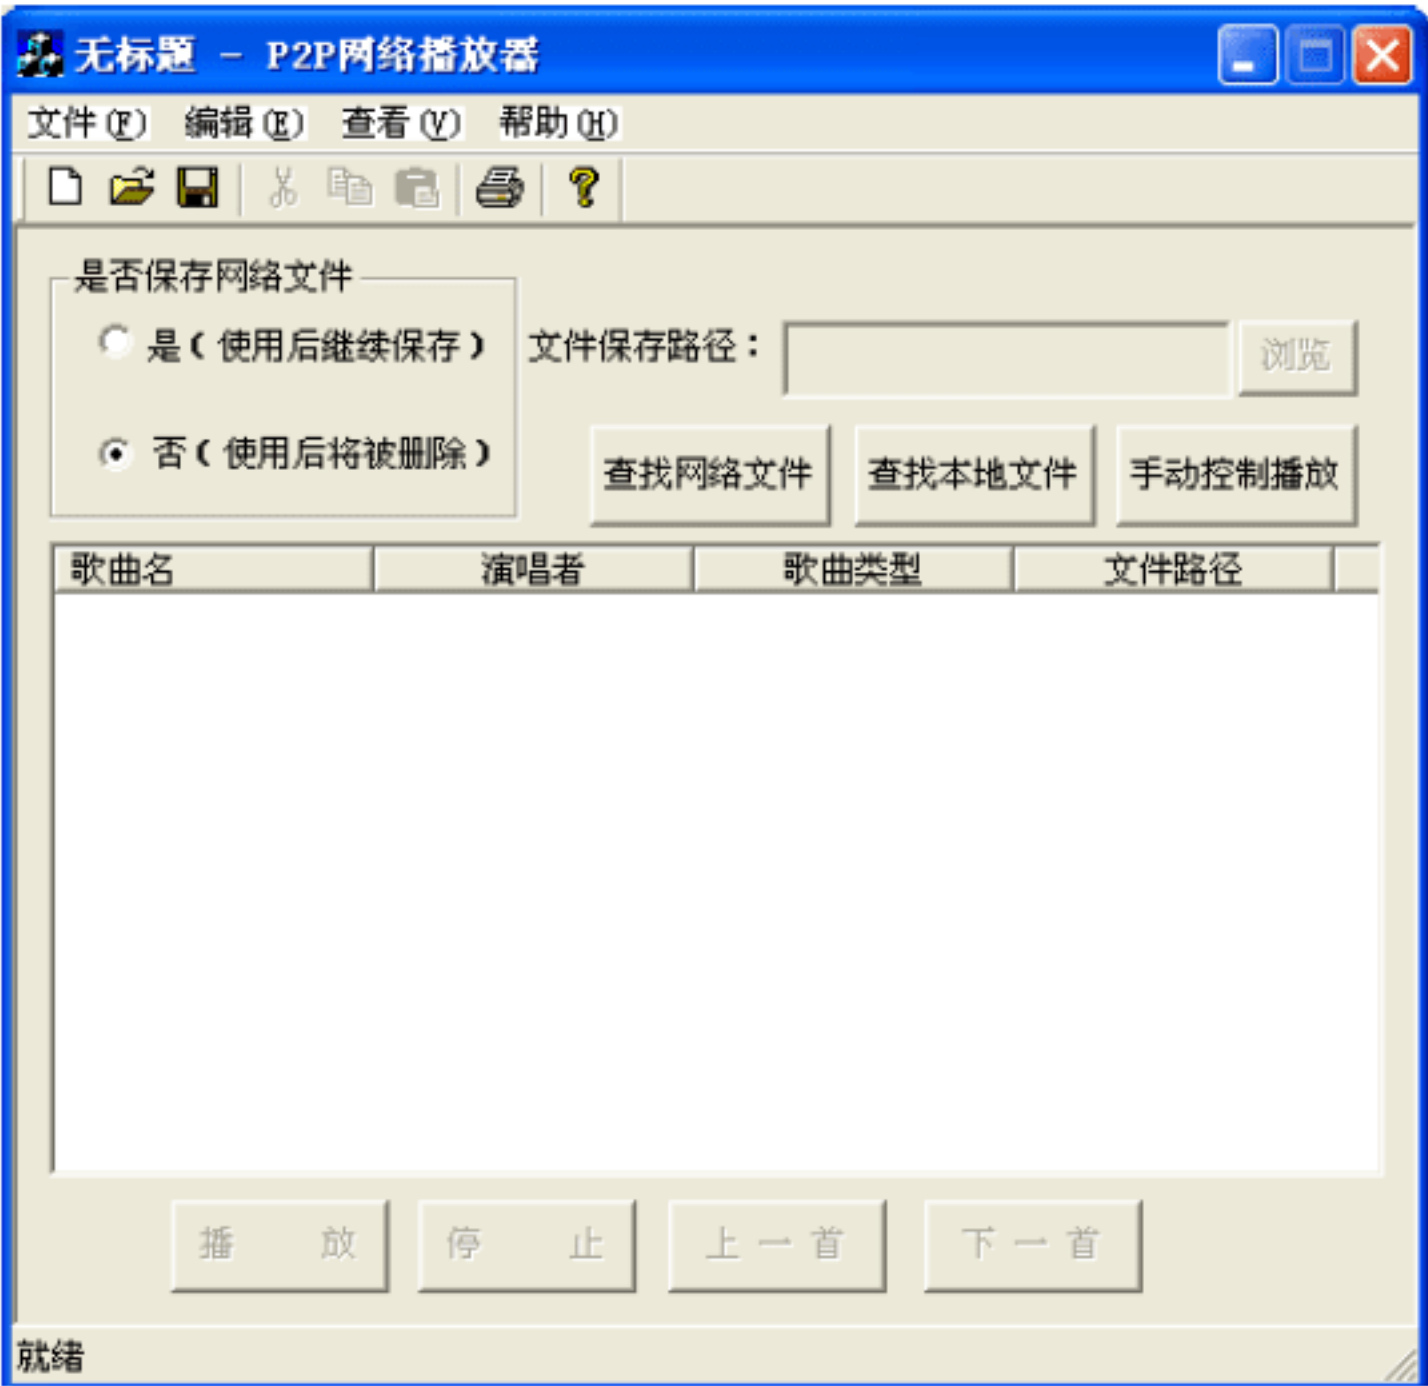 无标题 - P2P网络播放器
文件(F) 编辑(E) 查看(V) 帮助(H)
是否保存网络文件
是(使用后继续保存) 文件保存路径: 浏览
否(使用后将被删除) 查找网络文件 查找本地文件 手动控制播放
歌曲名 演唱者 歌曲类型 文件路径
播 放 停 止 上一首 下一首
就绪